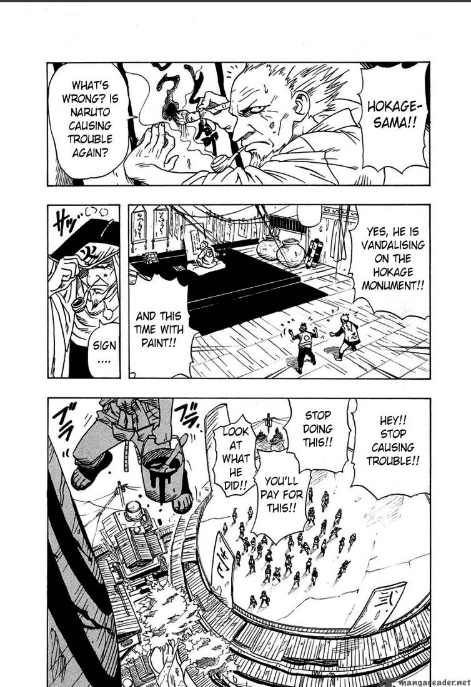 HOKAGE-
SAMA!!
WHAT'S
WRONG? IS
NARUTO
CAUSING
TROUBLE
AGAIN?
YES, HE IS
VANDALISING
ON THE
HOKAGE
MONUMENT!!
AND THIS
TIME WITH
PAINT!!
SIGN
....
HEY!!
STOP
CAUSING
TROUBLE!!
STOP
DOING
THIS!!
YOU'LL
PAY FOR
THIS!!
LOOK
AT
WHAT
HE
DID!!
mangareader.net